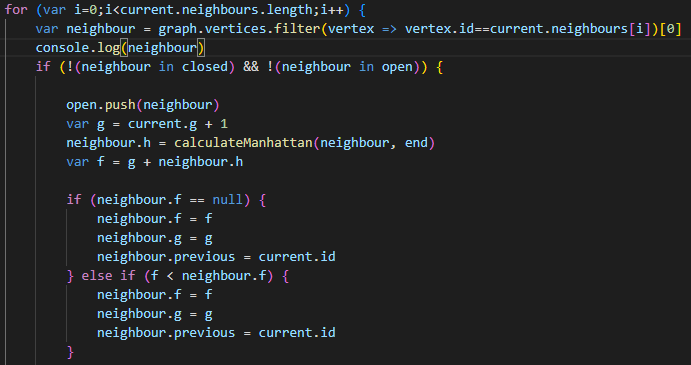 for (var i=0;i<current.neighbours.length;i++) {
var neighbour = graph.vertices.filter(vertex => vertex.id==current.neighbours[i])[0]
console.log(neighbour)
if (!(neighbour in closed) && !(neighbour in open)) {
open.push(neighbour)
var g = current.g + 1
neighbour.h = calculateManhattan(neighbour, end)
var f = g + neighbour.h
if (neighbour.f == null) {
neighbour.f = f
neighbour.g = g
neighbour.previous = current.id
} else if (f < neighbour.f) {
neighbour.f = f
neighbour.g = g
neighbour.previous = current.id
}